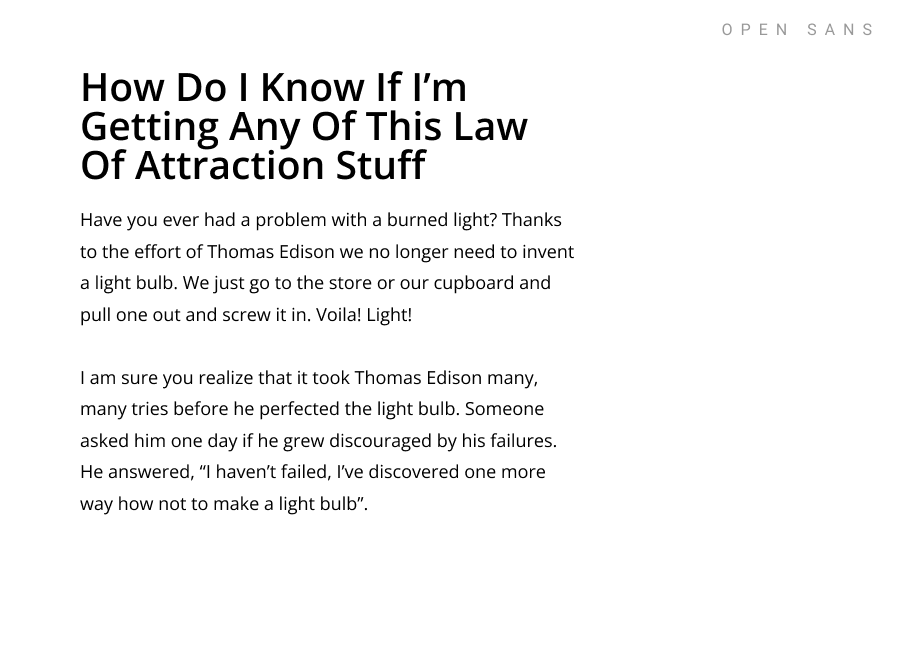 OPEN SANS
How Do I Know If I’m
Getting Any Of This Law
Of Attraction Stuff
Have you ever had a problem with a burned light? Thanks
to the effort of Thomas Edison we no longer need to invent
a light bulb. We just go to the store or our cupboard and
pull one out and screw it in. Voila! Light!
I am sure you realize that it took Thomas Edison many,
many tries before he perfected the light bulb. Someone
asked him one day if he grew discouraged by his failures.
He answered, “I haven’t failed, I’ve discovered one more
way how not to make a light bulb”.